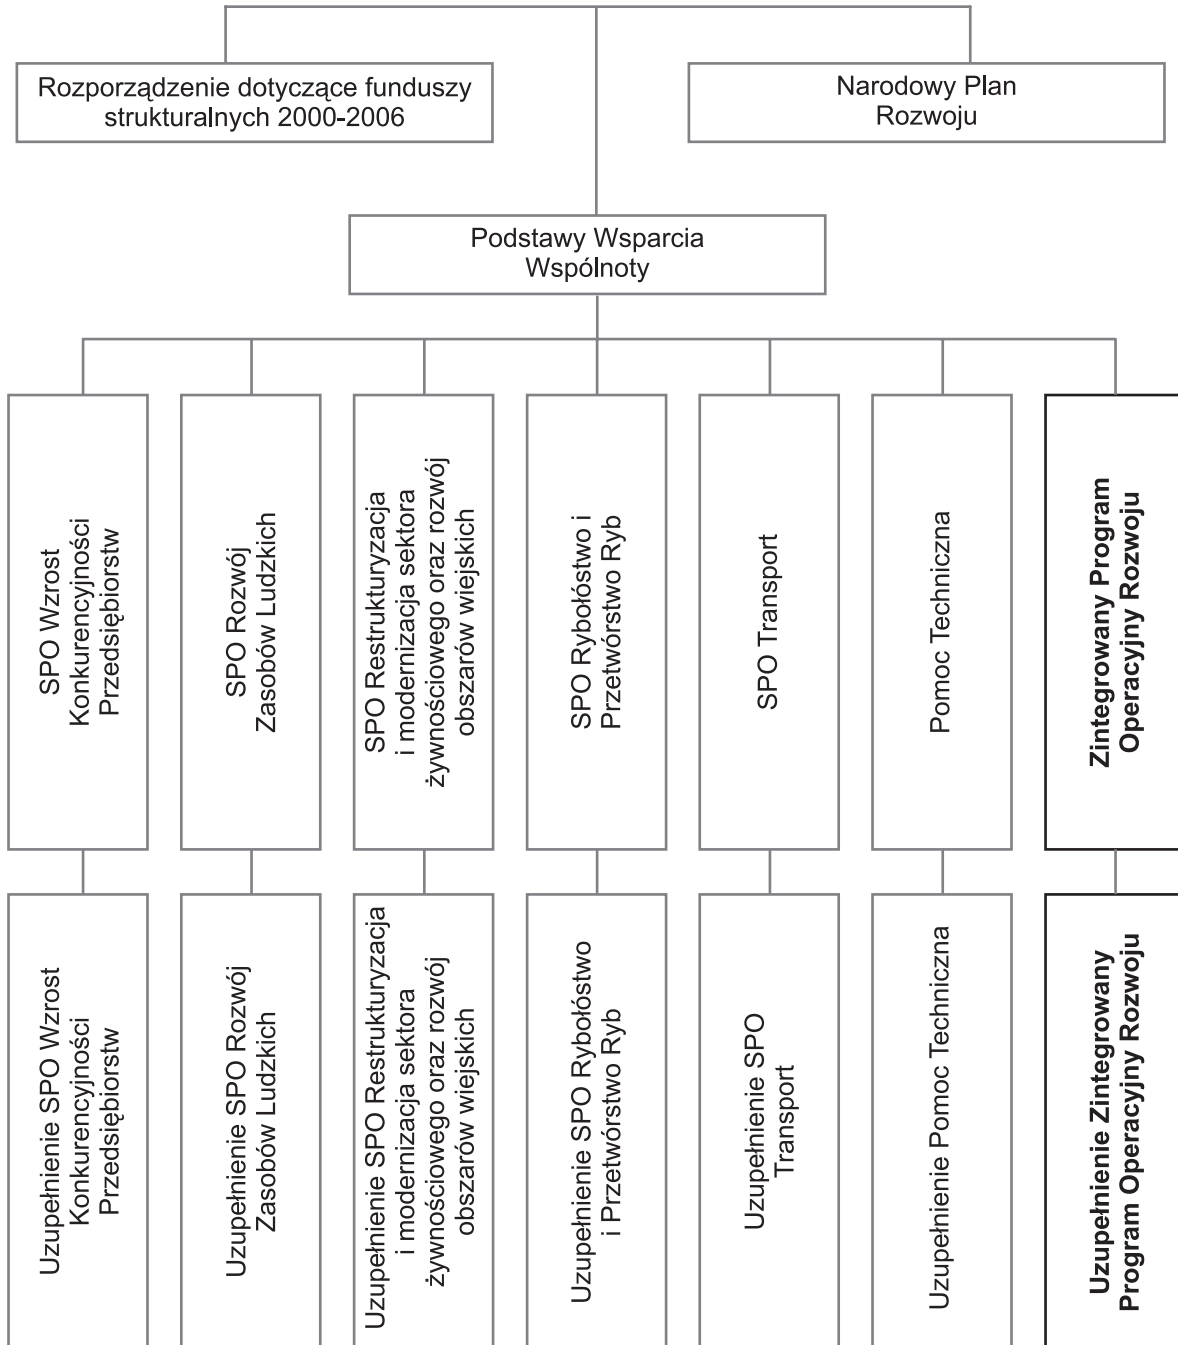 Rozporządzenie dotyczące funduszy
strukturalnych 2000-2006
Narodowy Plan
Rozwoju
Podstawy Wsparcia
Wspólnoty
SPO Wzrost
Konkurencyjności
Przedsiębiorstw
SPO Rozwój
Zasobów Ludzkich
SPO Restrukturyzacja
i modernizacja sektora
żywnościowego oraz rozwój
obszarów wiejskich
SPO Rybołóstwo i
Przetwórstwo Ryb
SPO Transport
Pomoc Techniczna
Zintegrowany Program
Operacyjny Rozwoju
Uzupełnienie SPO Wzrost
Konkurencyjności
Przedsiębiorstw
Uzupełnienie SPO Rozwój
Zasobów Ludzkich
Uzupełnienie SPO Restrukturyzacja
i modernizacja sektora
żywnościowego oraz rozwój
obszarów wiejskich
Uzupełnienie SPO Rybołóstwo
i Przetwórstwo Ryb
Uzupełnienie SPO
Transport
Uzupełnienie Pomoc Techniczna
Uzupełnienie Zintegrowany
Program Operacyjny Rozwoju